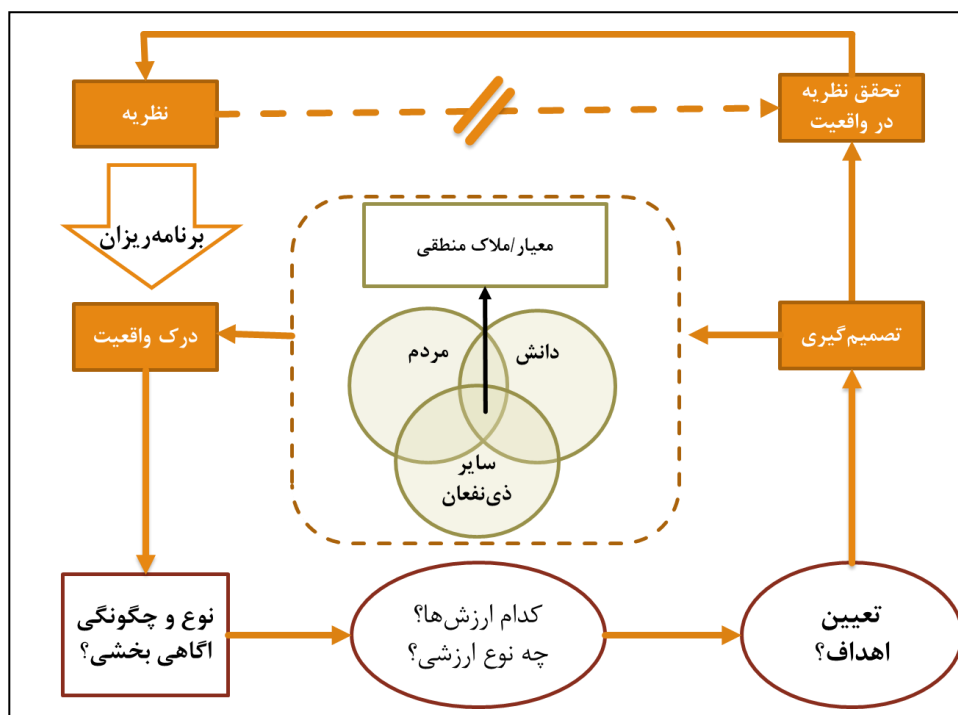 تحقق نظریه
در واقعیت
نظریه
برنامه‌ریزان
معیار/ملاک منطقی
تصمیم‌گیری
درک واقعیت
دانش
مردم
سایر
ذی‌نفعان
نوع و چگونگی
اگاهی بخشی؟
کدام ارزش‌ها؟
چه نوع ارزشی؟
تعیین
اهداف؟